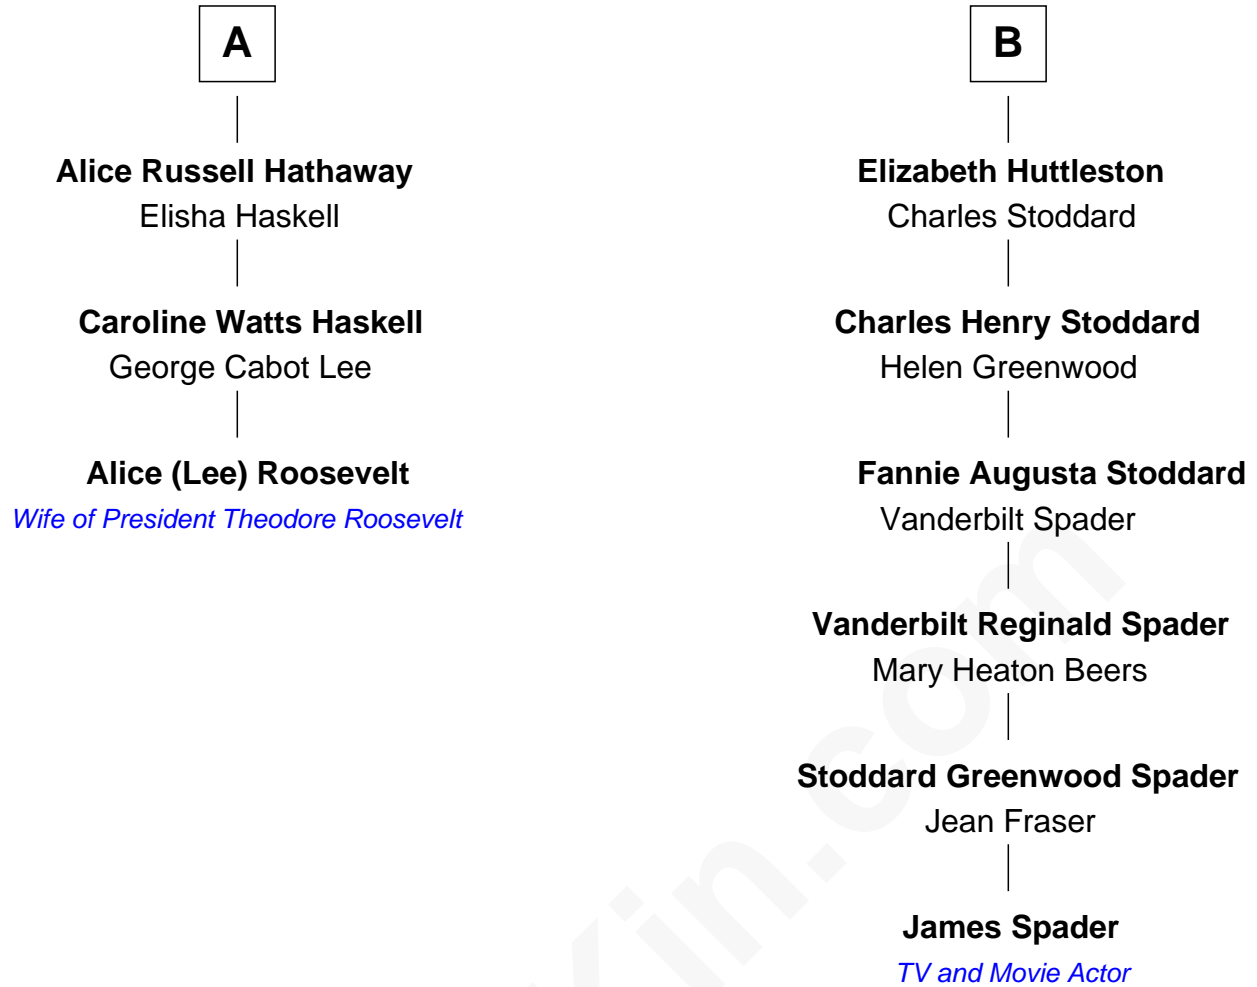 A
Alice Russell Hathaway
Elisha Haskell
Caroline Watts Haskell
George Cabot Lee
Alice (Lee) Roosevelt
Wife of President Theodore Roosevelt
B
Elizabeth Huttleston
Charles Stoddard
Charles Henry Stoddard
Helen Greenwood
Fannie Augusta Stoddard
Vanderbilt Spader
Vanderbilt Reginald Spader
Mary Heaton Beers
Stoddard Greenwood Spader
Jean Fraser
James Spader
TV and Movie Actor
Kin.com